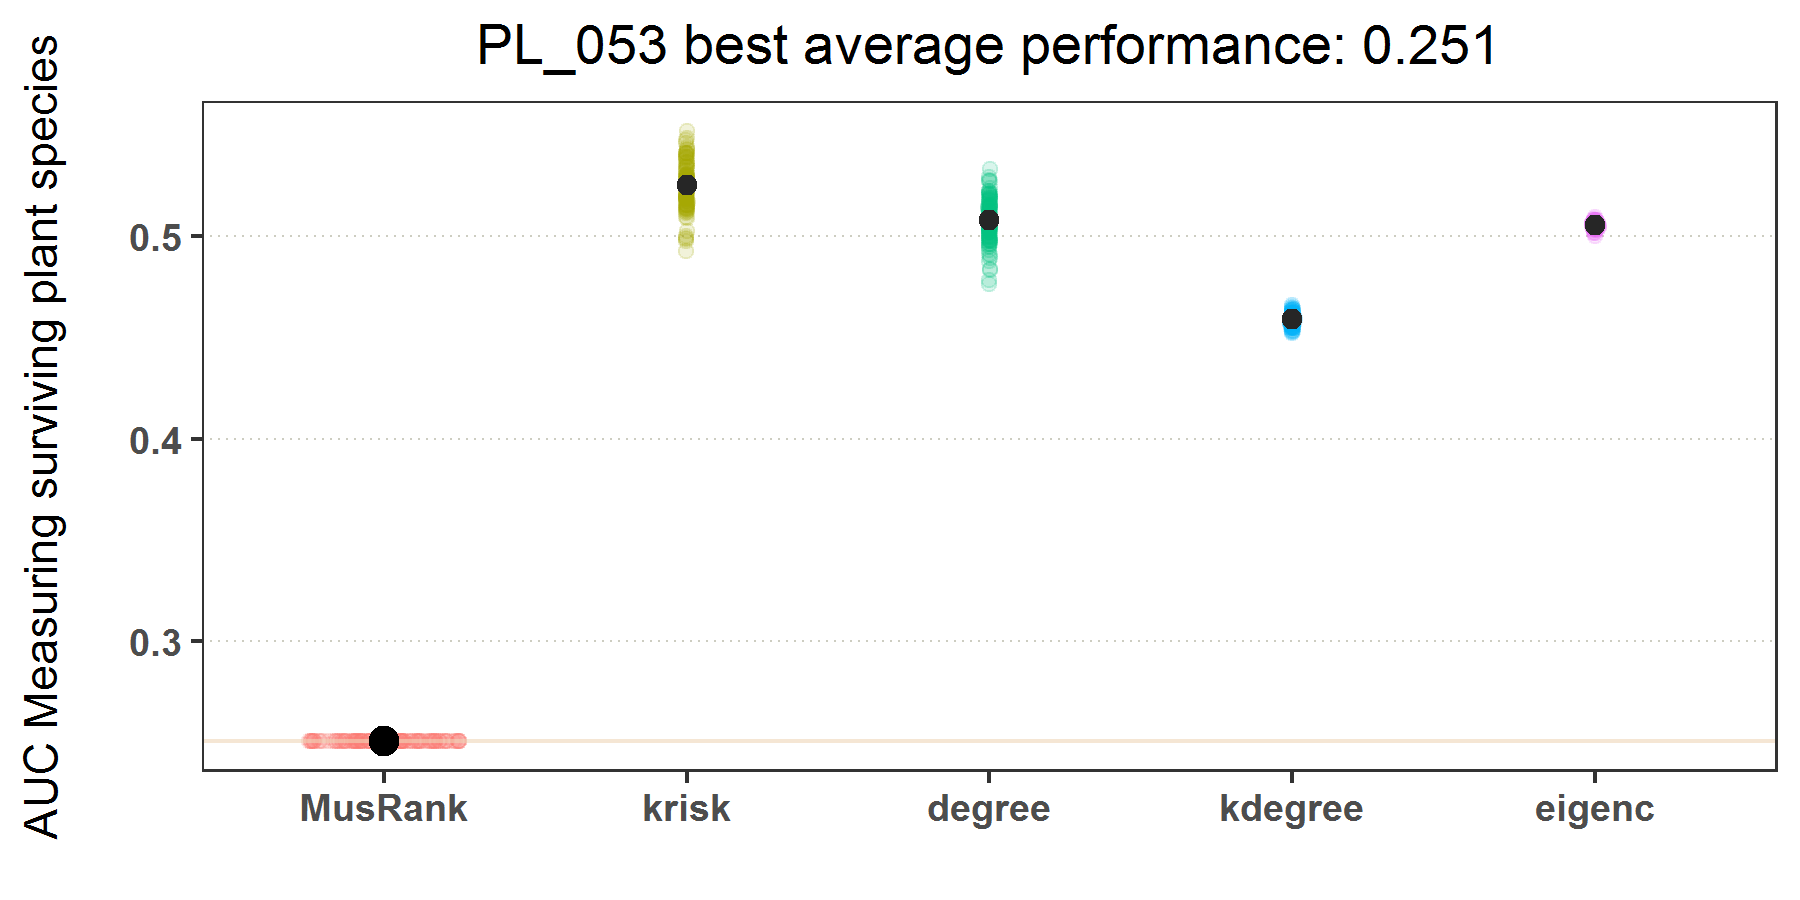 PL_053 best average performance: 0.251
AUC Measuring surviving plant species
0.5
0.4
0.3
MusRank krisk degree kdegree eigenc